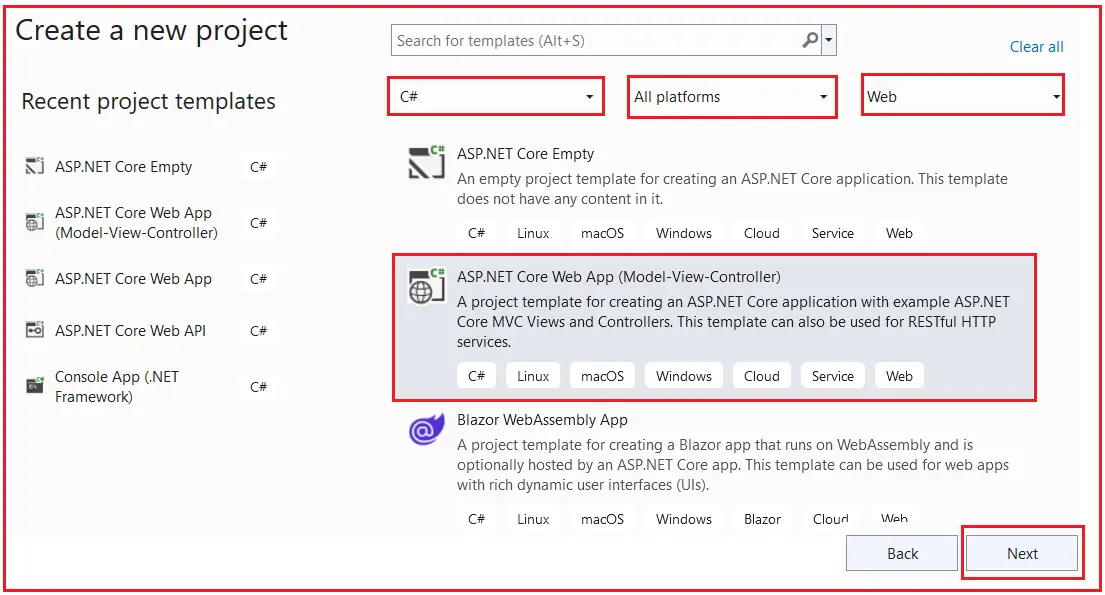 Create a new project
Search for templates (Alt+S)
Clear all
C#
All platforms
Web
Recent project templates
ASP.NET Core Empty
C#
ASP.NET Core Web App
(Model-View-Controller)
C#
ASP.NET Core Web App
C#
ASP.NET Core Web API
C#
Console App (.NET
Framework)
C#
ASP.NET Core Empty
An empty project template for creating an ASP.NET Core application. This template
does not have any content in it.
C# Linux macOS Windows Cloud Service Web
ASP.NET Core Web App (Model-View-Controller)
A project template for creating an ASP.NET Core application with example ASP.NET
Core MVC Views and Controllers. This template can also be used for RESTful HTTP
services.
C# Linux macOS Windows Cloud Service Web
Blazor WebAssembly App
A project template for creating a Blazor app that runs on WebAssembly and is
optionally hosted by an ASP.NET Core app. This template can be used for web apps
with rich dynamic user interfaces (UIs).
C# Linux macOS Windows Blazor Cloud Web
Back
Next